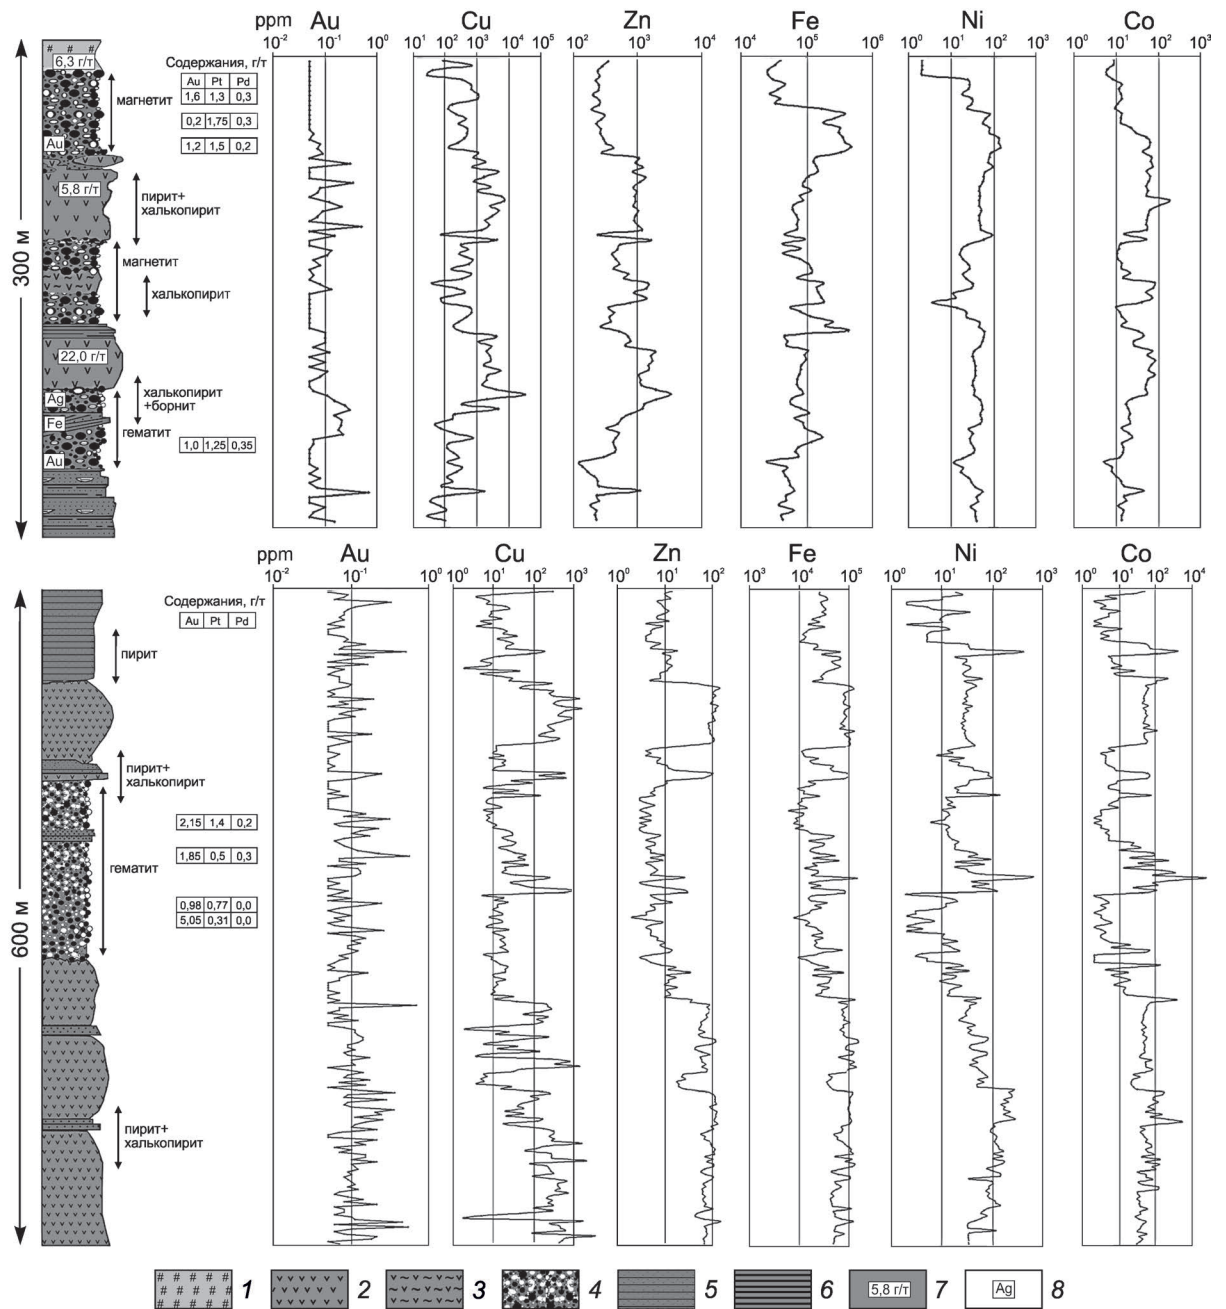 ppm Au Cu Zn Fe Ni Co
10-2 10-1 100 100 101 102 103 104 105 102 103 104 104 105 106 100 101 102 103 100 101 102 103
6,3 г/т
Содержания, г/т
Au Pt Pd
1,6 1,3 0,3
магнетит
0,2 1,75 0,3
Au
1,2 1,5 0,2
5,8 г/т
пирит+
халькопирит
магнетит
300 м
халькопирит
22,0 г/т
халькопирит
+борнит
Ag
Fe
гематит
1,0 1,25 0,35
Au
ppm Au Cu Zn Fe Ni Co
10-2 10-1 100 100 101 102 103 100 101 102 103 104 105 100 101 102 103 100 101 102 104
Содержания, г/т
Au Pt Pd
пирит
пирит+
халькопирит
2,15 1,4 0,2
1,85 0,5 0,3
гематит
0,98 0,77 0,0
5,05 0,31 0,0
600 м
пирит+
халькопирит
1 2 3 4 5 6 5,8 г/т 7 Ag 8